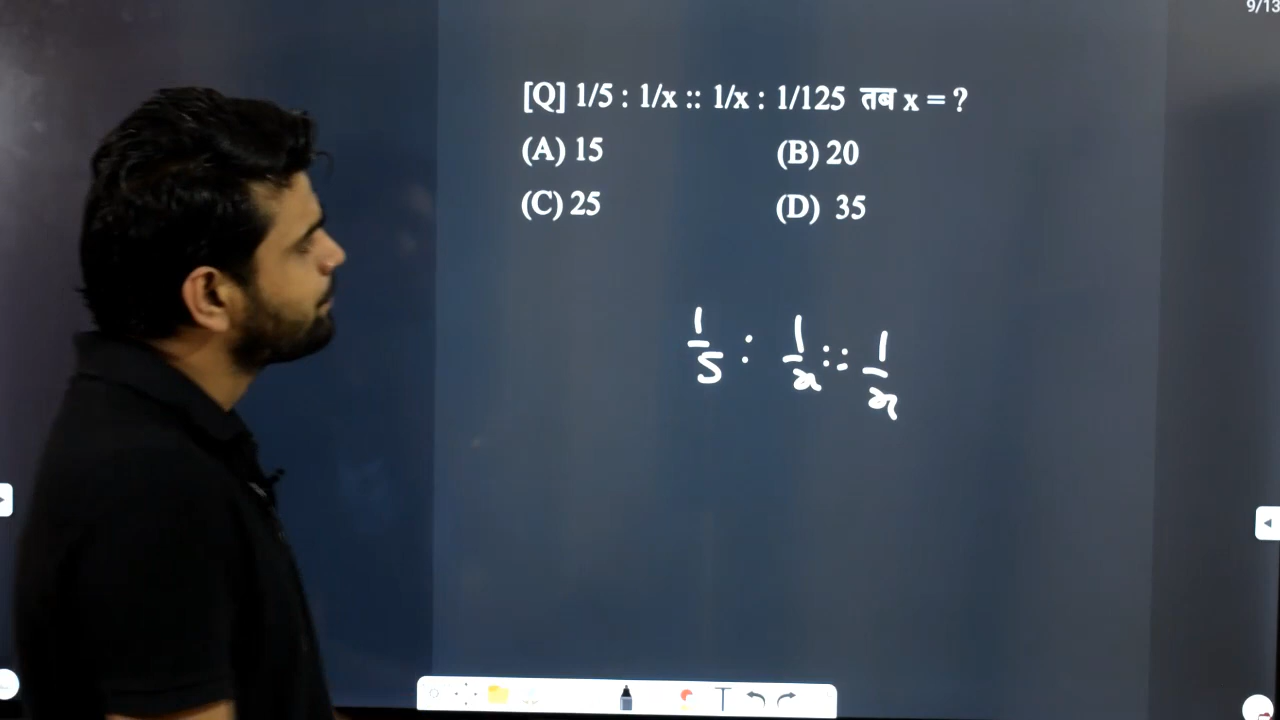 9/13
[Q] 1/5 : 1/x :: 1/x : 1/125 तब x = ?
(A) 15 (B) 20
(C) 25 (D) 35
1/5 : 1/x :: 1/x
T